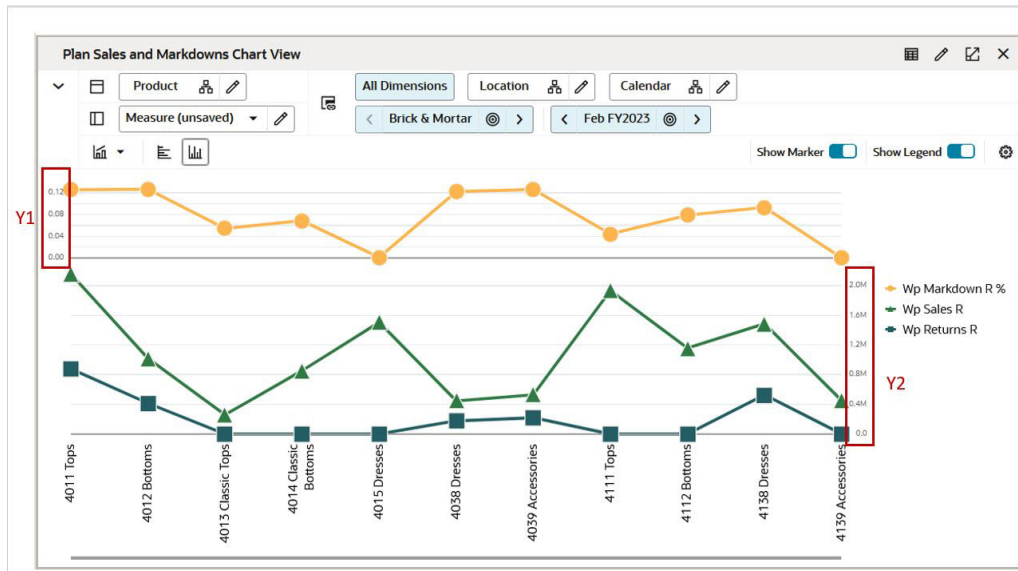 Plan Sales and Markdowns Chart View
Product
All Dimensions
Location
Calendar
Measure (unsaved)
Brick & Mortar
Feb FY2023
Show Marker
Show Legend
Y1
0.12
0.08
0.04
0.00
2.0M
1.6M
1.2M
0.8M
0.4M
0.0
Y2
Wp Markdown R %
Wp Sales R
Wp Returns R
4011 Tops
4012 Bottoms
4013 Classic Tops
4014 Classic
Bottoms
4015 Dresses
4038 Dresses
4039 Accessories
4111 Tops
4112 Bottoms
4138 Dresses
4139 Accessories